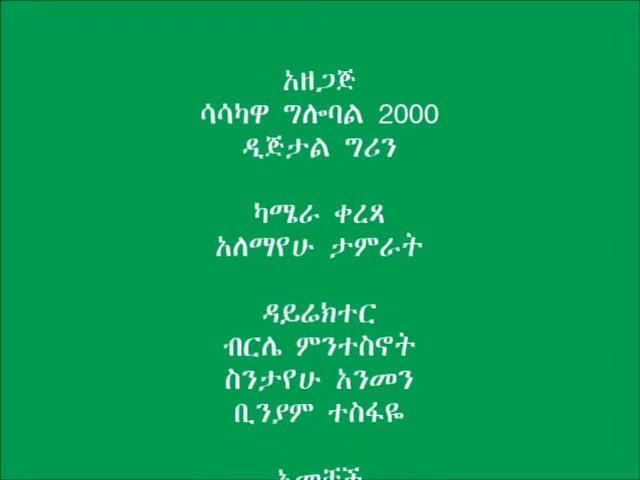 አዘጋጅ
ሳሳካዋ ግሎባል 2000
ዲጅታል ግሪን
ካሜራ ቀረጻ
አለማየሁ ታምራት
ዳይሬክተር
ብርሌ ምንተስኖት
ስንታየሁ አንመን
ቢንያም ተስፋዬ